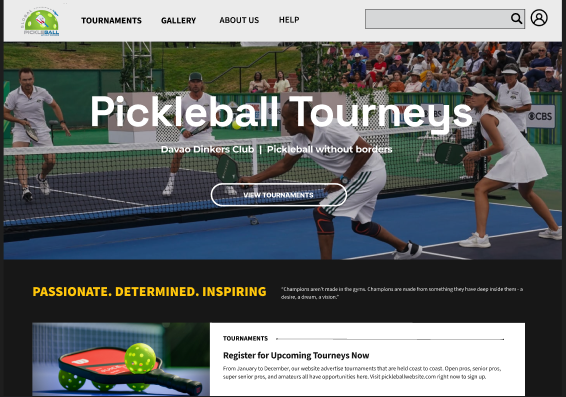 TOURNAMENTS
GALLERY
ABOUT US
HELP
PICKLEBALL
Pickleball Tourneys
Davao Dinkers Club | Pickleball without borders
CBS
VIEW TOURNAMENTS
PASSIONATE. DETERMINED. INSPIRING
"Champions aren't made in the gyms. Champions are made from something they have deep inside them - a
desire, a dream, a vision."
TOURNAMENTS
Register for Upcoming Tourneys Now
From January to December, our website advertise tournaments that are held coast to coast. Open pros, senior pros,
super senior pros, and amateurs all have opportunities here. Visit pickleballwebsite.com right now to sign up.